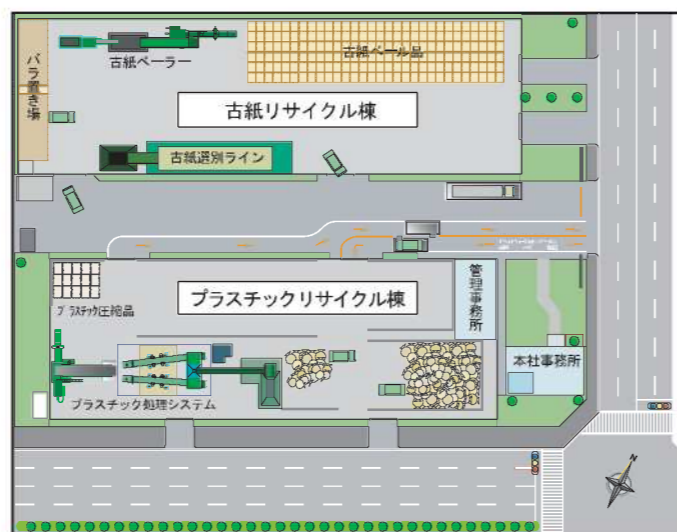 古紙ベーラー
古紙ベール品
バラ置き場
古紙リサイクル棟
古紙選別ライン
プラスチックリサイクル棟
管理事務所
プラスチック圧縮品
本社事務所
プラスチック処理システム
N